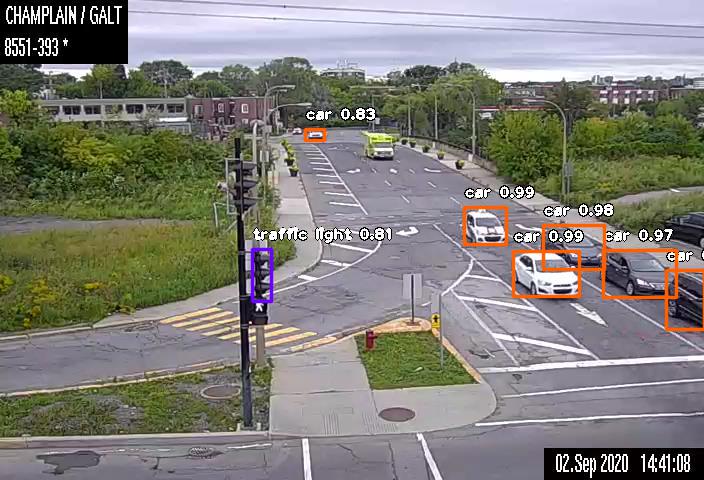 CHAMPLAIN / GALT
8551-393 *
car 0.83
car 0.99
car 0.98
traffic light 0.81
car 0.99
car 0.97
car
02.Sep 2020 14:41:08